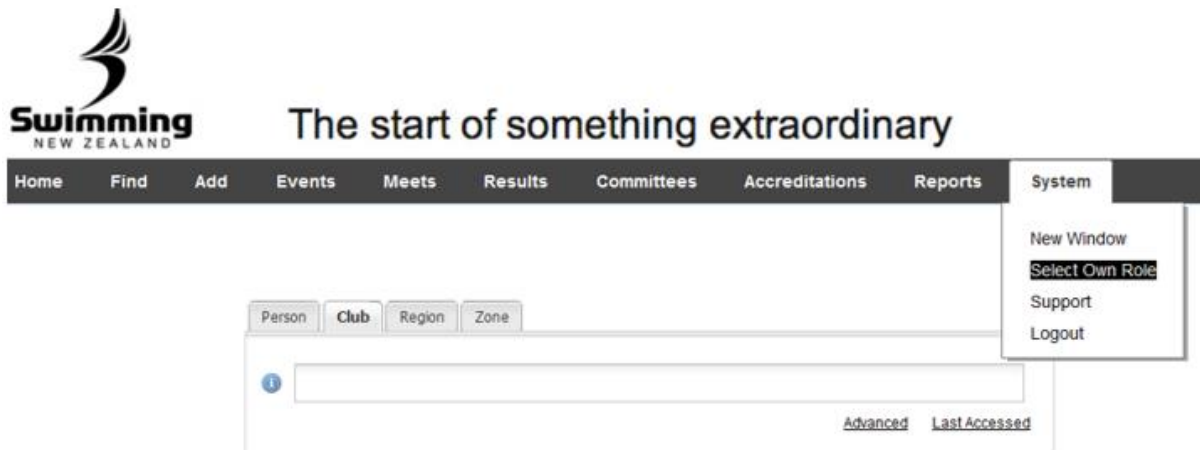 Swimming
NEW ZEALAND
The start of something extraordinary
Home Find Add Events Meets Results Committees Accreditations Reports System
New Window
Select Own Role
Support
Logout
Person Club Region Zone
i
Advanced Last Accessed